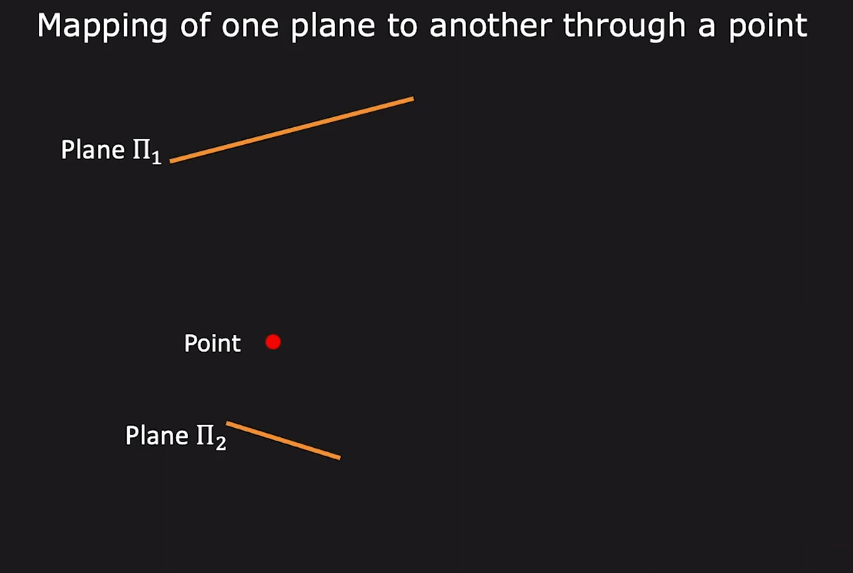 Mapping of one plane to another through a point
Plane Π₁
Point
Plane Π₂